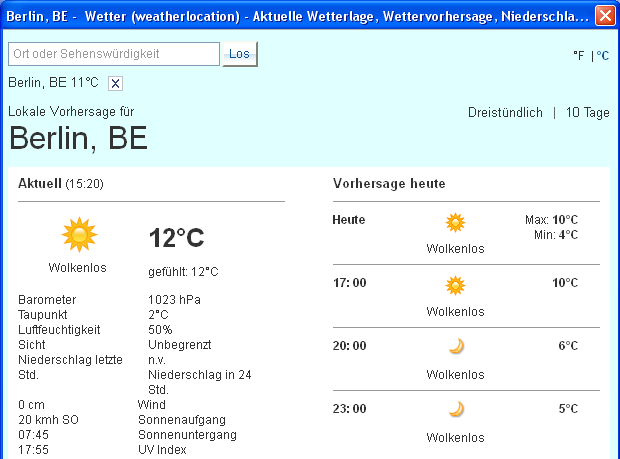 Berlin, BE - Wetter (weatherlocation) - Aktuelle Wetterlage, Wettervorhersage, Niederschla...
Ort oder Sehenswürdigkeit Los °F | °C
Berlin, BE 11°C X
Lokale Vorhersage für Dreistündlich | 10 Tage
Berlin, BE
Aktuell (15:20)
12°C
Wolkenlos gefühlt: 12°C
Barometer 1023 hPa
Taupunkt 2°C
Luftfeuchtigkeit 50%
Sicht Unbegrenzt
Niederschlag letzte n.v.
Std. Niederschlag in 24
Std.
0 cm Wind
20 kmh SO Sonnenaufgang
07:45 Sonnenuntergang
17:55 UV Index
Vorhersage heute
Heute Max: 10°C
Min: 4°C
Wolkenlos
17:00 10°C
Wolkenlos
20:00 6°C
Wolkenlos
23:00 5°C
Wolkenlos